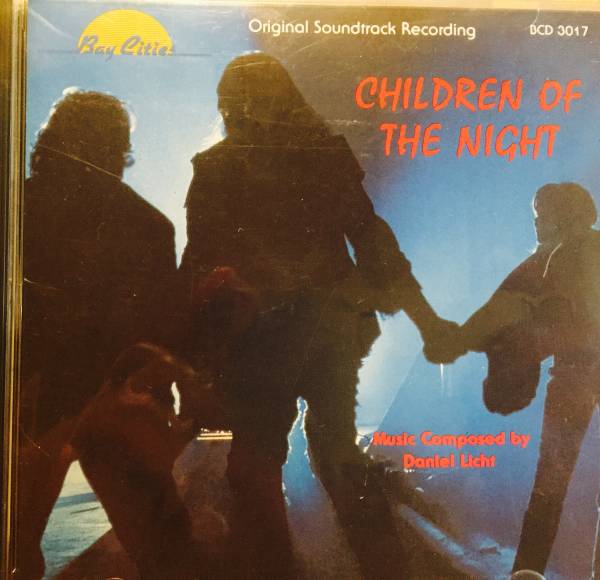 Bay Cities
Original Soundtrack Recording
BCD 3017
CHILDREN OF
THE NIGHT
Music Composed by
Daniel Licht